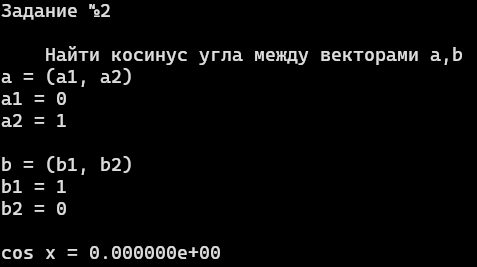 Задание №2
Найти косинус угла между векторами a,b
a = (a1, a2)
a1 = 0
a2 = 1
b = (b1, b2)
b1 = 1
b2 = 0
cos x = 0.000000e+00